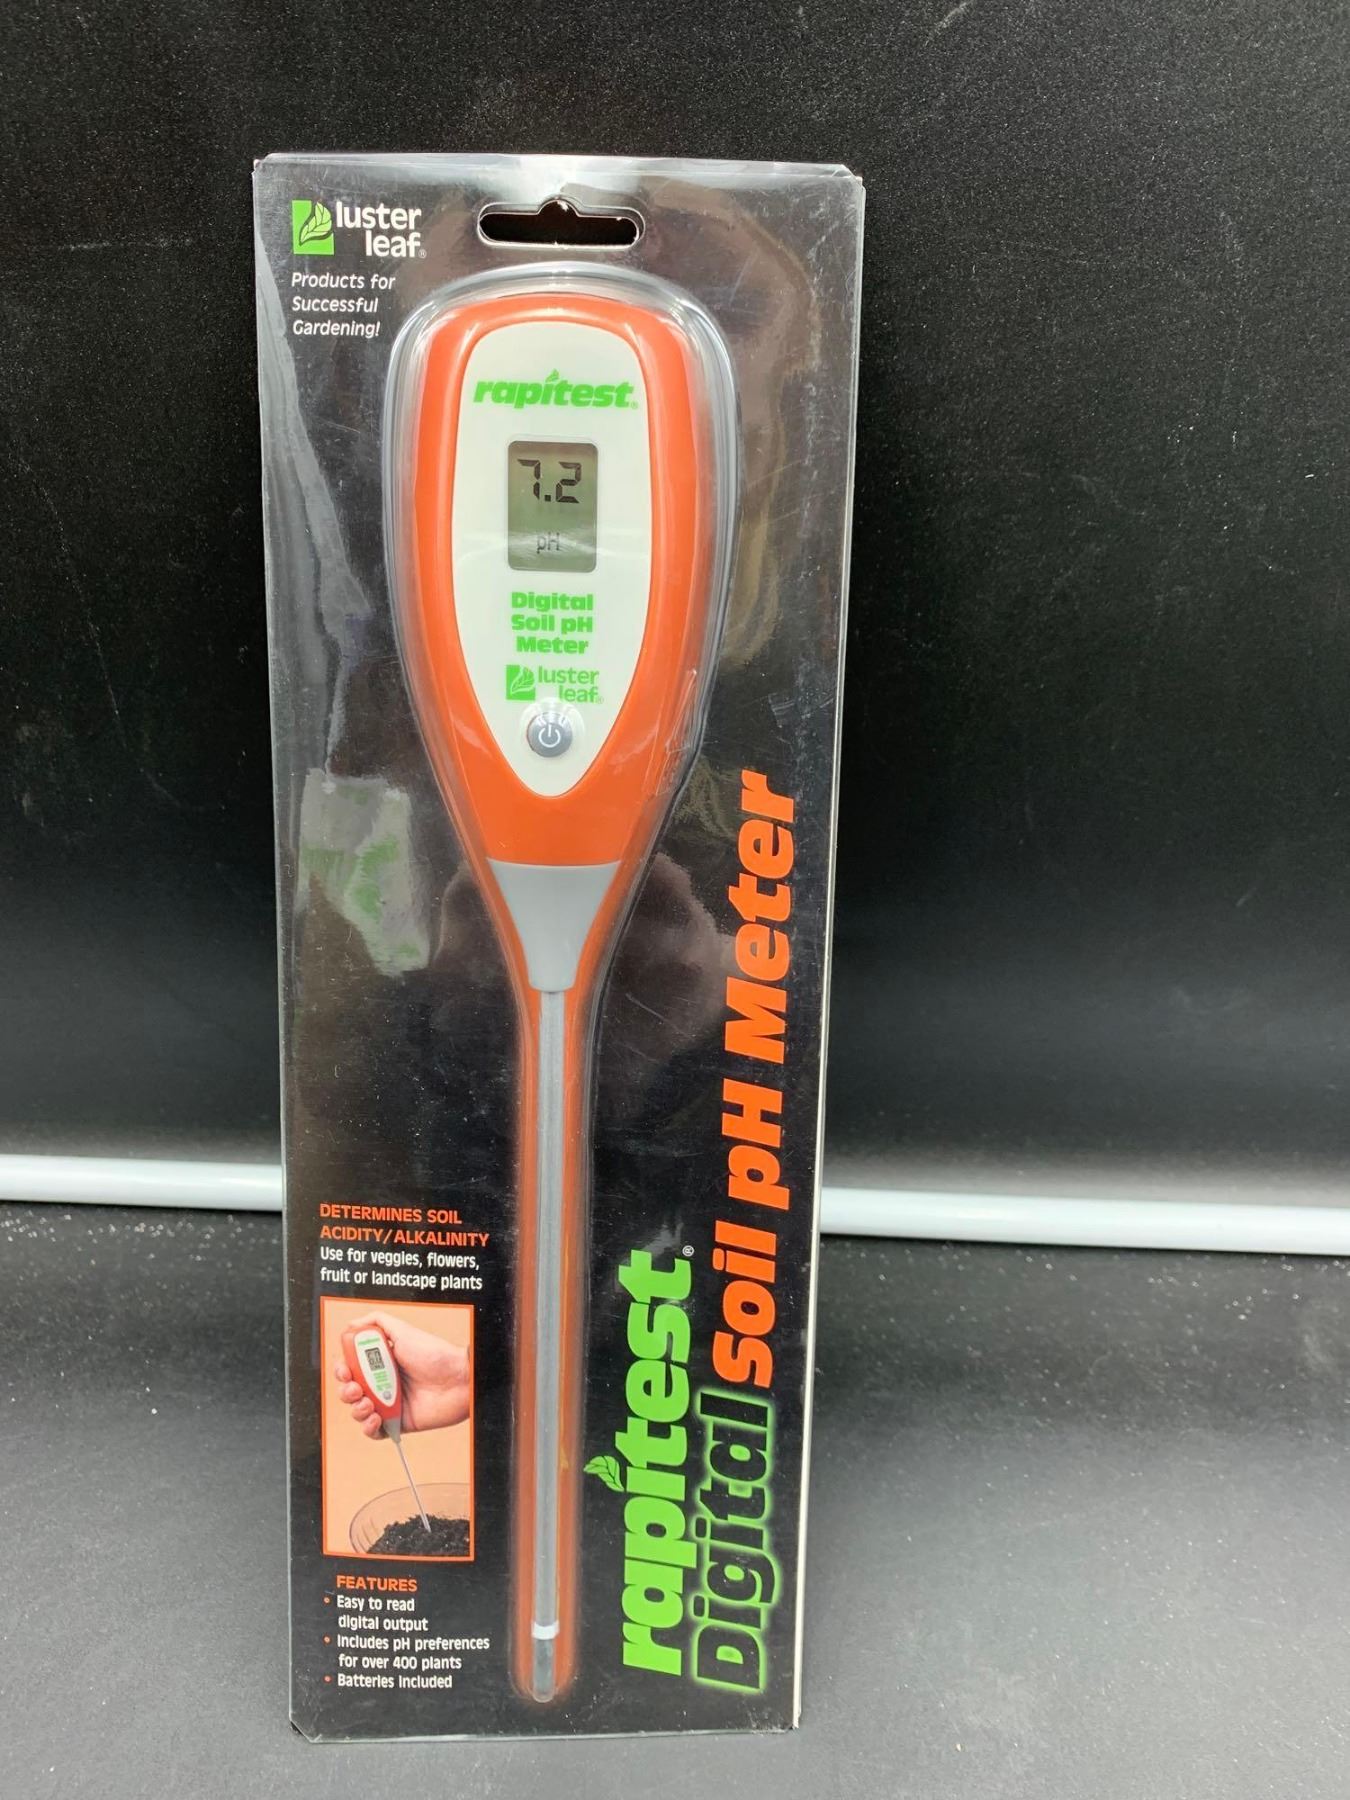 luster
leaf®
Products for
Successful
Gardening!
rapitest®
7.2
pH
Digital
Soil pH
Meter
luster
leaf®
DETERMINES SOIL
ACIDITY/ALKALINITY
Use for veggies, flowers,
fruit or landscape plants
rapitest
FEATURES
• Easy to read
digital output
• Includes pH preferences
for over 400 plants
• Batteries Included
rapitest®
Digital Soil pH Meter